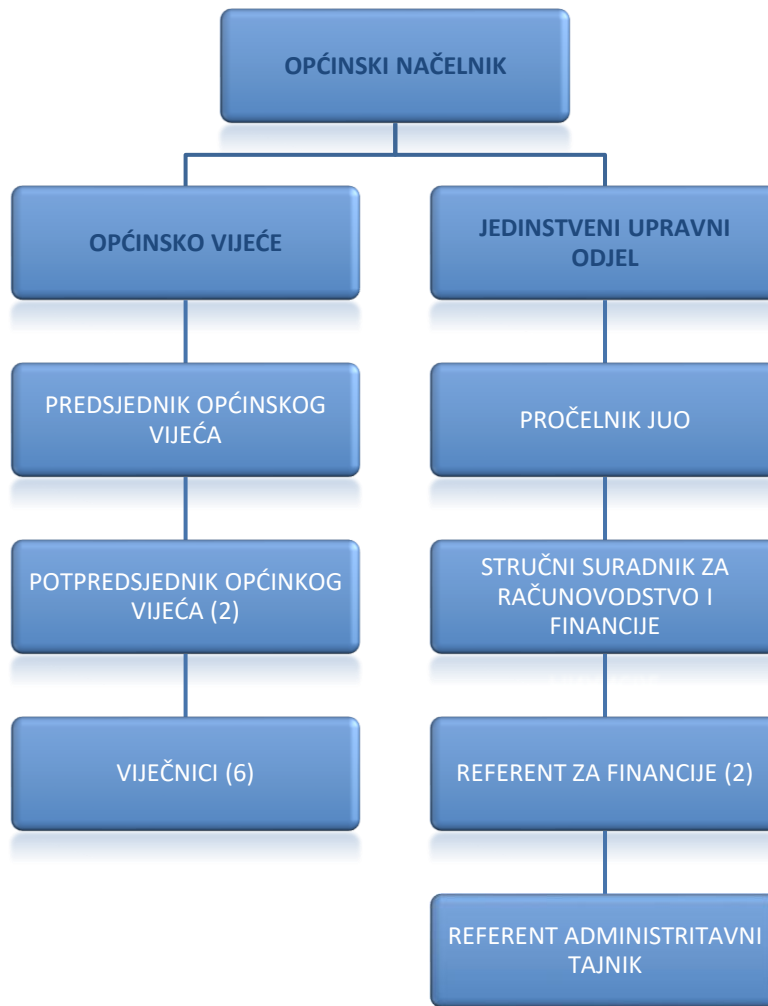 OPĆINSKI NAČELNIK
OPĆINSKO VIJEĆE
JEDINSTVENI UPRAVNI
ODJEL
PREDSJEDNIK OPĆINSKOG
VIJEĆA
PROČELNIK JUO
POTPREDSJEDNIK OPĆINKOG
VIJEĆA (2)
STRUČNI SURADNIK ZA
RAČUNOVODSTVO I
FINANCIJE
VIJEČNICI (6)
REFERENT ZA FINANCIJE (2)
REFERENT ADMINISTRITAVNI
TAJNIK